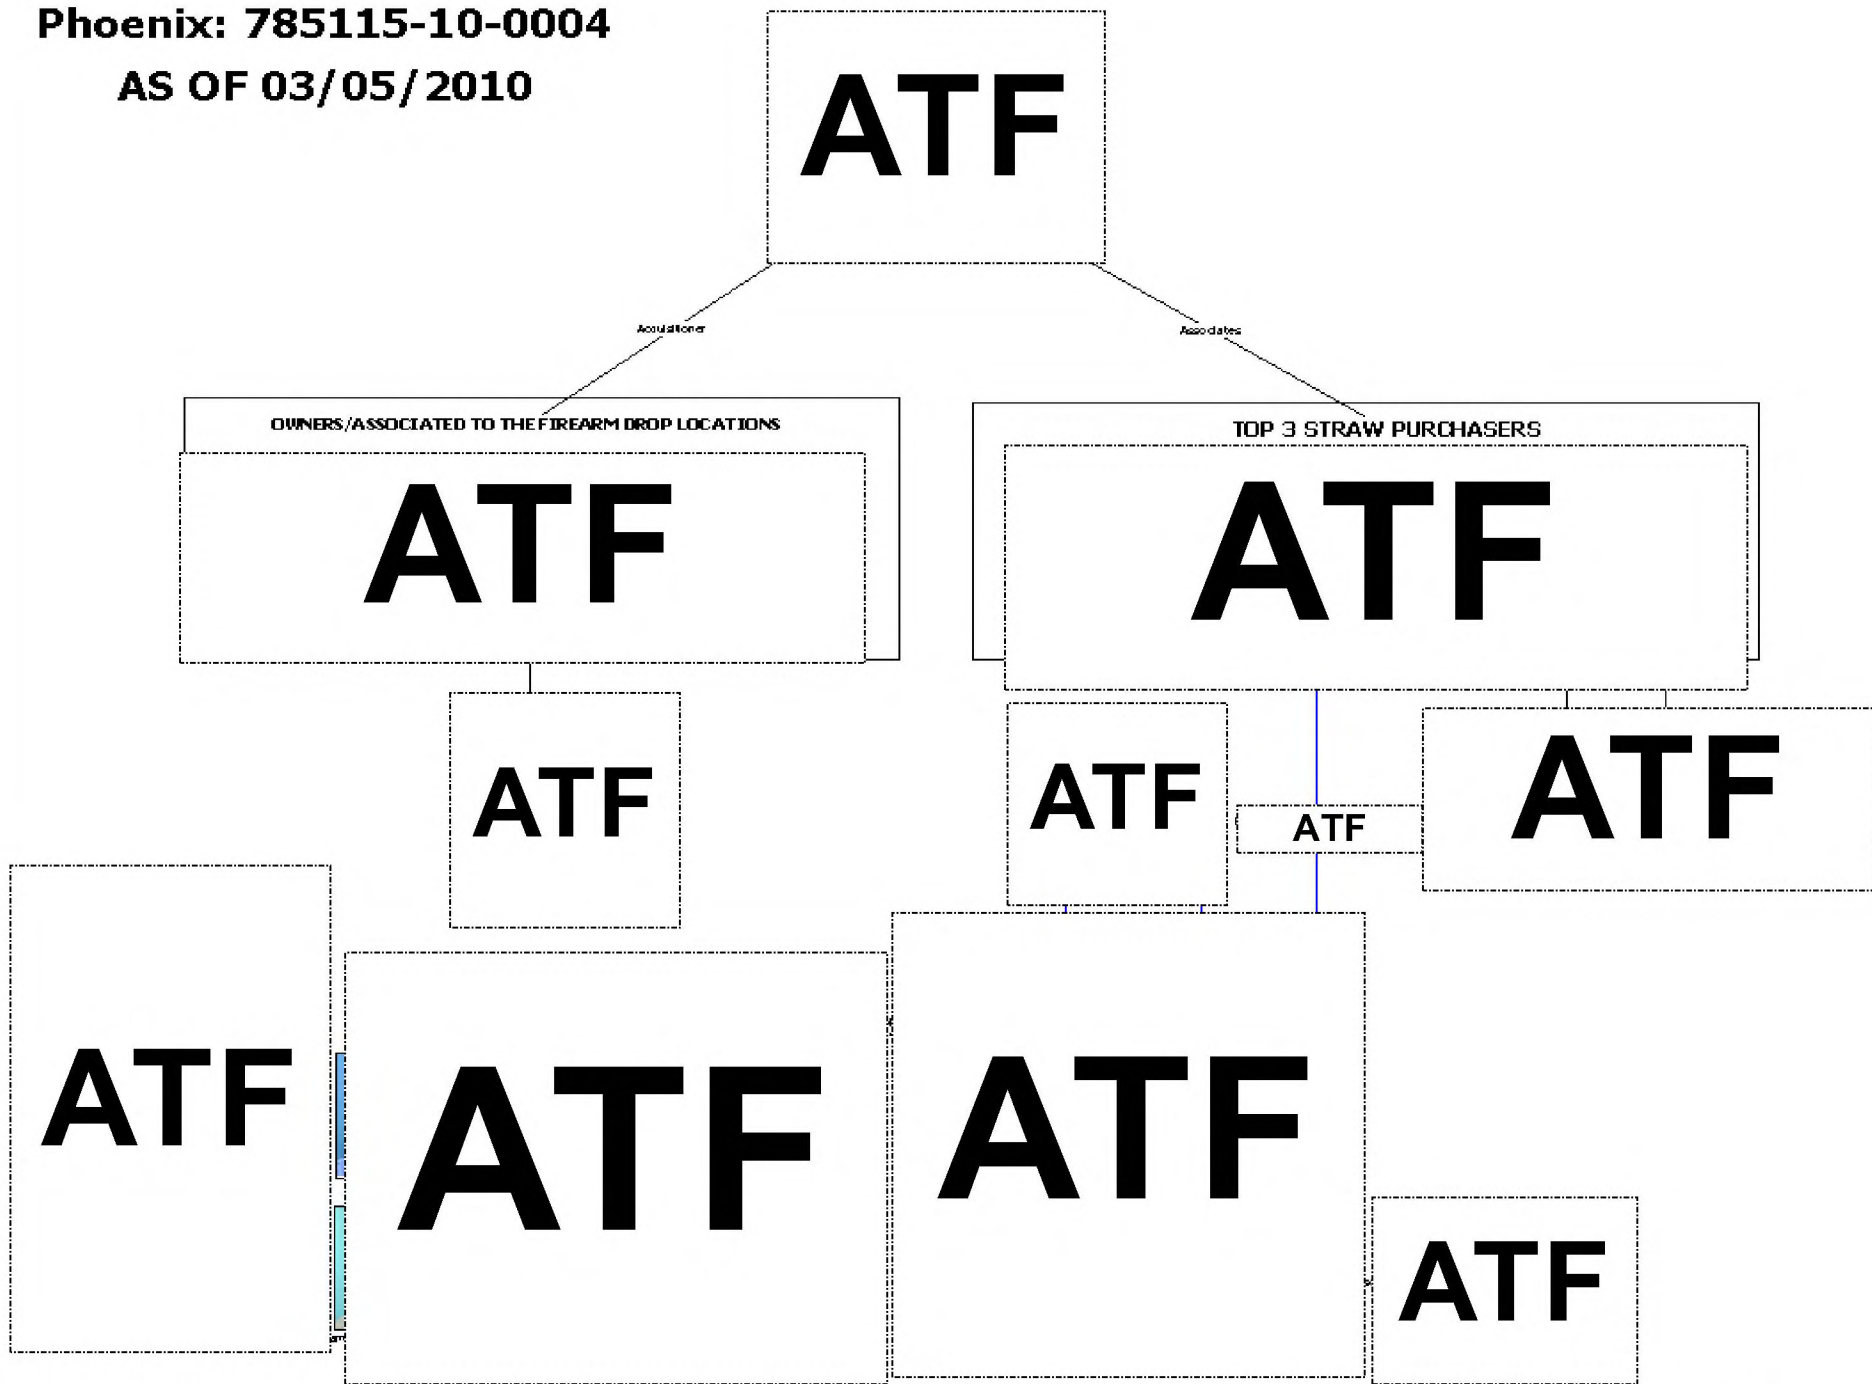 Phoenix: 785115-10-0004
AS OF 03/05/2010
ATF
Acquisitioner
Associates
OWNERS/ASSOCIATED TO THE FIREARM DROP LOCATIONS
TOP 3 STRAW PURCHASERS
ATF
ATF
ATF
ATF
ATF
ATF
ATF
ATF
ATF
ATF